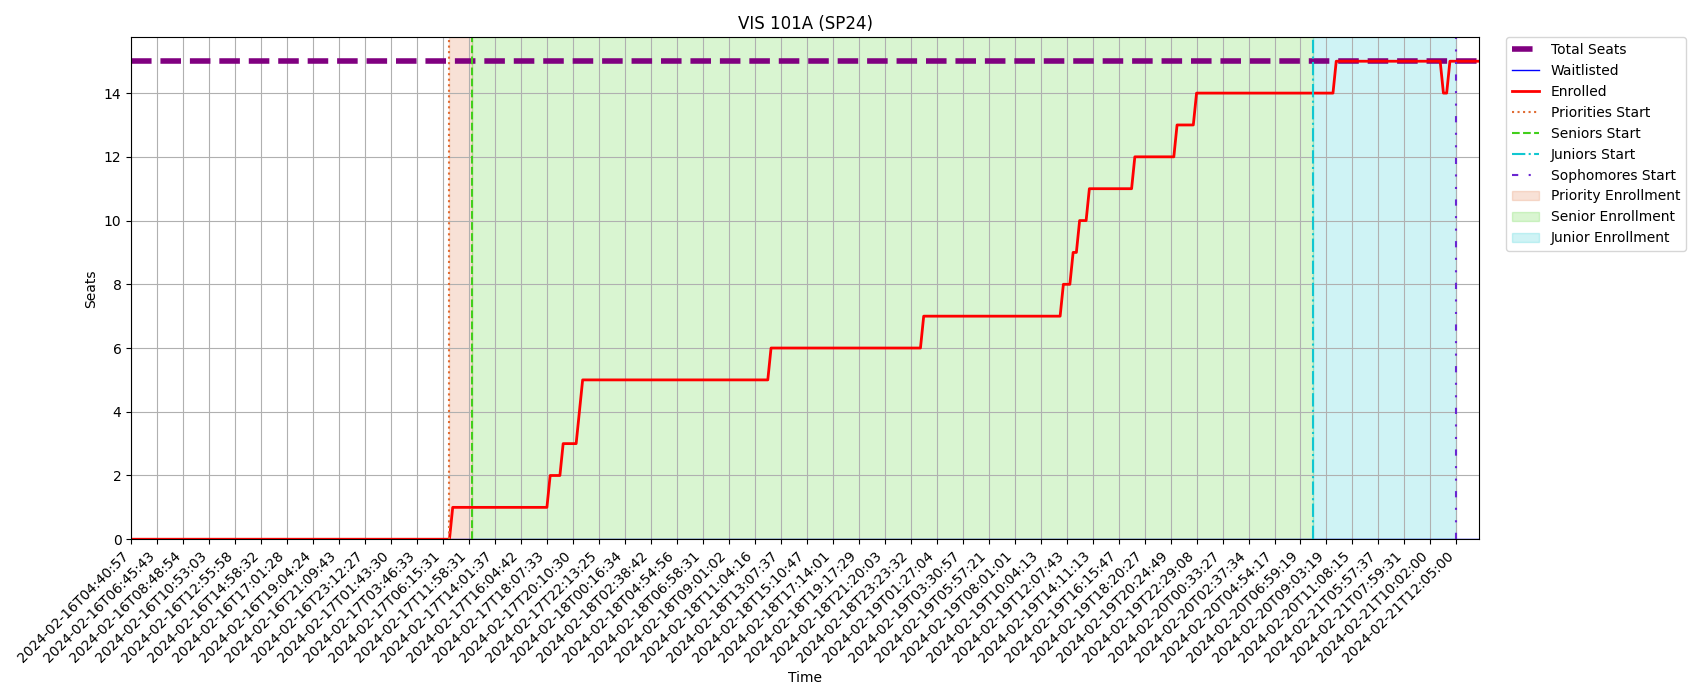 VIS 101A (SP24)
Total Seats
Waitlisted
Enrolled
Priorities Start
Seniors Start
Juniors Start
Sophomores Start
Priority Enrollment
Senior Enrollment
Junior Enrollment
Seats
14
12
10
8
6
4
2
0
2024-02-16T04:40:57
2024-02-16T06:45:43
2024-02-16T08:48:54
2024-02-16T10:53:03
2024-02-16T12:55:58
2024-02-16T14:58:32
2024-02-16T17:01:28
2024-02-16T19:04:24
2024-02-16T21:09:43
2024-02-16T23:12:27
2024-02-17T01:43:30
2024-02-17T03:46:33
2024-02-17T06:15:31
2024-02-17T11:58:31
2024-02-17T14:01:37
2024-02-17T16:04:42
2024-02-17T18:07:33
2024-02-17T20:10:30
2024-02-17T22:13:25
2024-02-18T00:16:34
2024-02-18T02:38:42
2024-02-18T04:54:56
2024-02-18T06:58:31
2024-02-18T09:01:02
2024-02-18T11:04:16
2024-02-18T13:07:37
2024-02-18T15:10:47
2024-02-18T17:14:01
2024-02-18T19:17:29
2024-02-18T21:20:03
2024-02-18T23:23:32
2024-02-19T01:27:04
2024-02-19T03:30:57
2024-02-19T05:57:21
2024-02-19T08:01:01
2024-02-19T10:04:13
2024-02-19T12:07:43
2024-02-19T14:11:13
2024-02-19T16:15:47
2024-02-19T18:20:27
2024-02-19T20:24:49
2024-02-19T22:29:08
2024-02-20T00:33:27
2024-02-20T02:37:34
2024-02-20T04:54:17
2024-02-20T06:59:19
2024-02-20T09:03:19
2024-02-20T11:08:15
2024-02-21T05:57:37
2024-02-21T07:59:31
2024-02-21T10:02:00
2024-02-21T12:05:00
Time